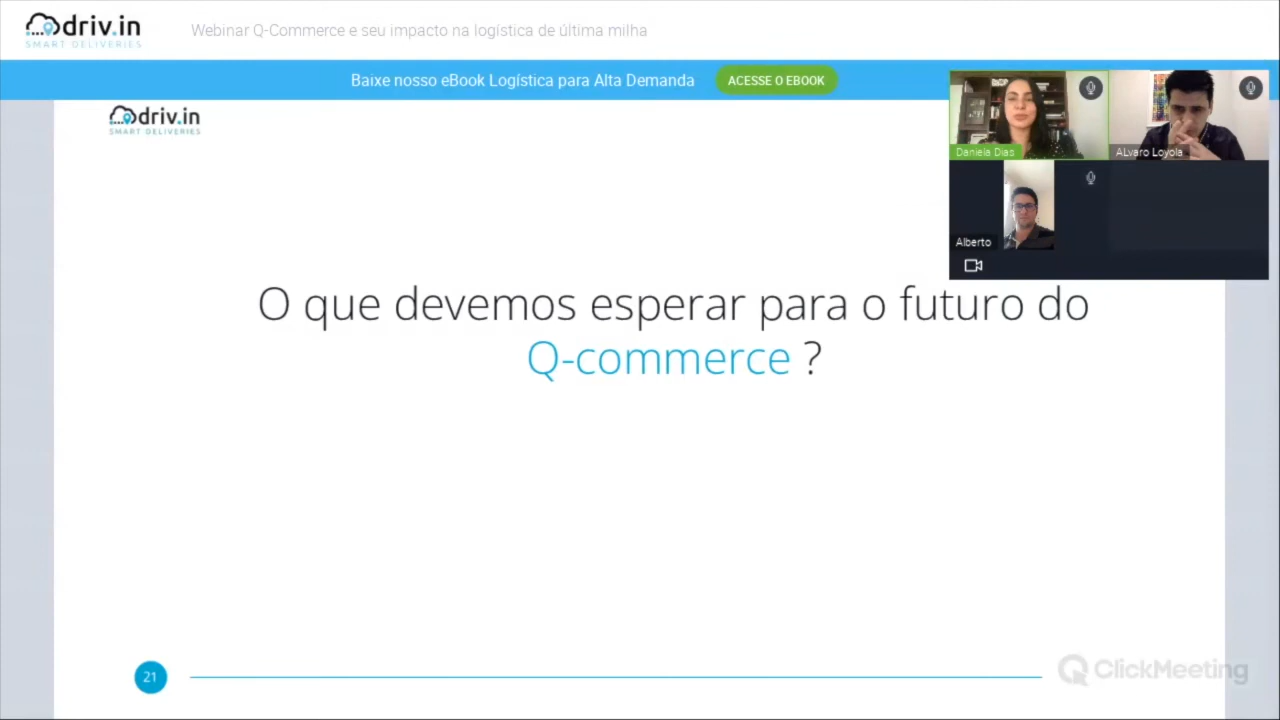 driv.in
SMART DELIVERIES
Webinar Q-Commerce e seu impacto na logística de última milha
Baixe nosso eBook Logística para Alta Demanda
ACESSE O EBOOK
driv.in
SMART DELIVERIES
Daniela Dias
ALvaro Loyola
Alberto
O que devemos esperar para o futuro do
Q-commerce ?
21
ClickMeeting